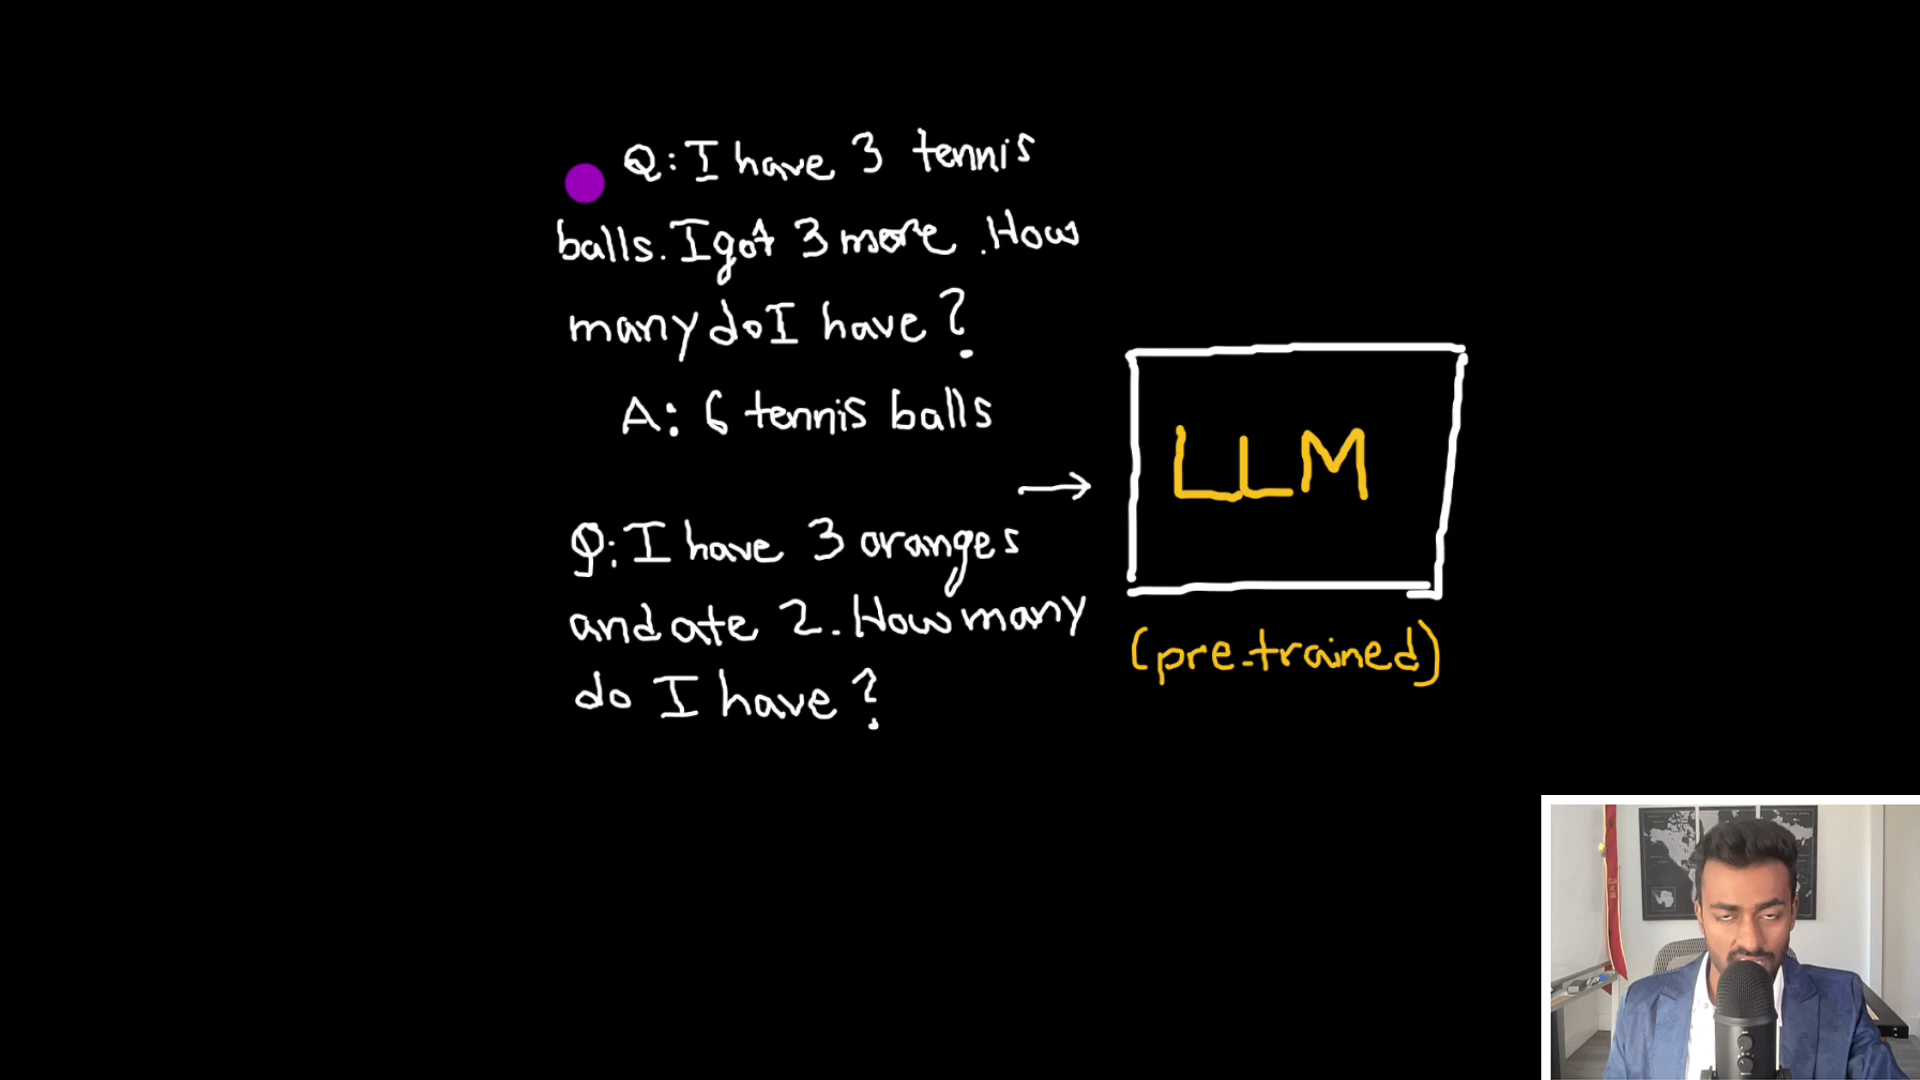 Q: I have 3 tennis
balls. I got 3 more. How
many do I have?
A: 6 tennis balls
Q: I have 3 oranges
and ate 2. How many
do I have?
LLM
(pre-trained)